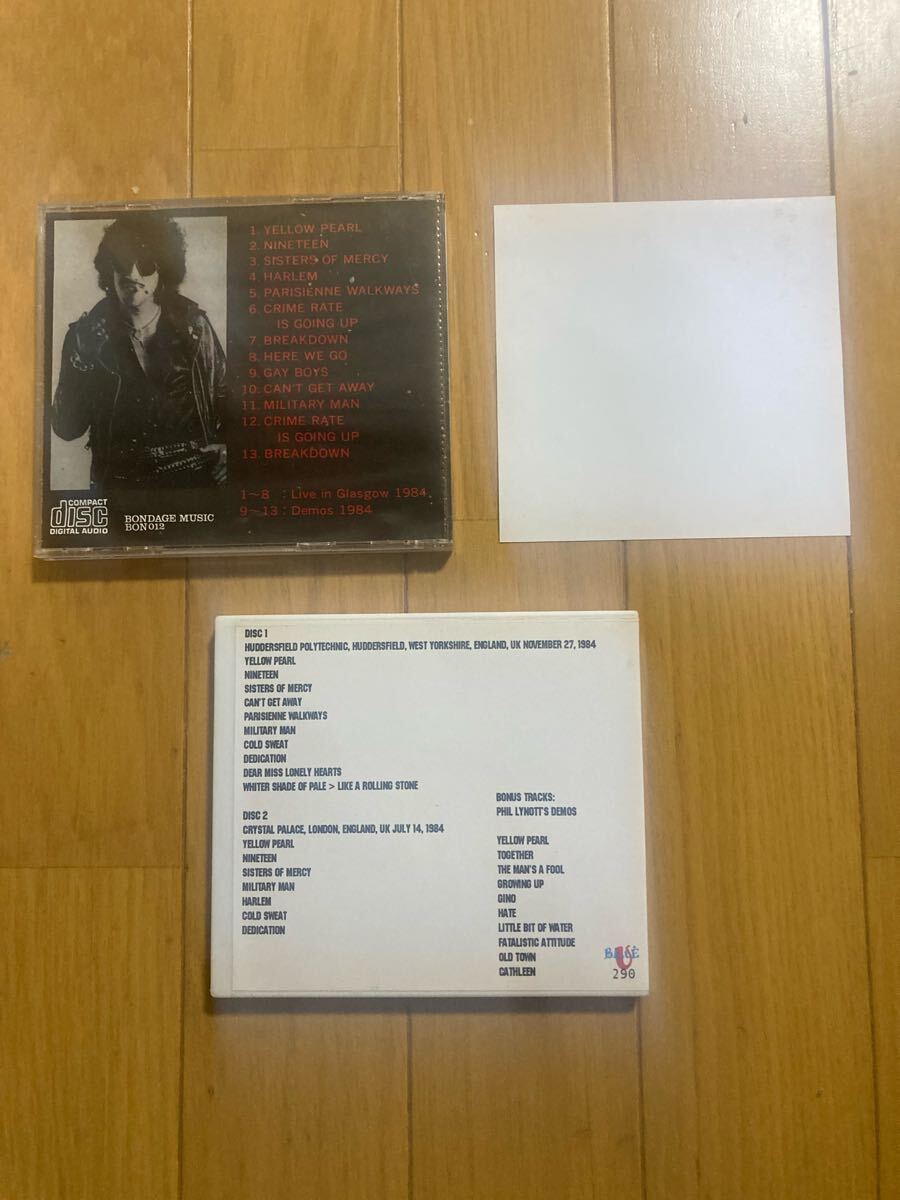 1. YELLOW PEARL
2. NINETEEN
3. SISTERS OF MERCY
4. HARLEM
5. PARISIENNE WALKWAYS
6. CRIME RATE
IS GOING UP
7. BREAKDOWN
8. HERE WE GO
9. GAY BOYS
10. CAN'T GET AWAY
11. MILITARY MAN
12. CRIME RATE
IS GOING UP
13. BREAKDOWN
1~8 : Live in Glasgow 1984
9~13 : Demos 1984
COMPACT
disc
DIGITAL AUDIO
BONDAGE MUSIC
BON012
DISC 1
HUDDERSFIELD POLYTECHNIC, HUDDERSFIELD, WEST YORKSHIRE, ENGLAND, UK NOVEMBER 27, 1984
YELLOW PEARL
NINETEEN
SISTERS OF MERCY
CAN'T GET AWAY
PARISIENNE WALKWAYS
MILITARY MAN
COLD SWEAT
DEDICATION
DEAR MISS LONELY HEARTS
WHITER SHADE OF PALE > LIKE A ROLLING STONE
DISC 2
CRYSTAL PALACE, LONDON, ENGLAND, UK JULY 14, 1984
YELLOW PEARL
NINETEEN
SISTERS OF MERCY
MILITARY MAN
HARLEM
COLD SWEAT
DEDICATION
BONUS TRACKS:
PHIL LYNOTT'S DEMOS
YELLOW PEARL
TOGETHER
THE MAN'S A FOOL
GROWING UP
GINO
HATE
LITTLE BIT OF WATER
FATALISTIC ATTITUDE
OLD TOWN
CATHLEEN
290